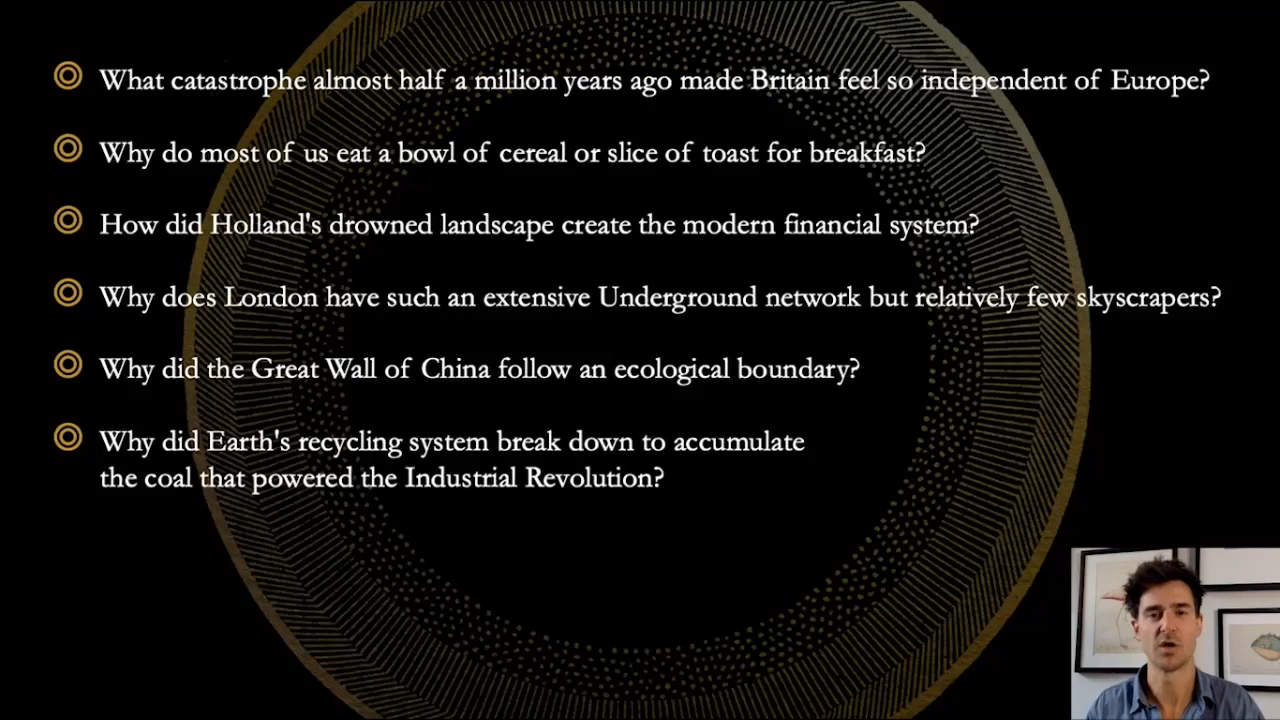 What catastrophe almost half a million years ago made Britain feel so independent of Europe?
Why do most of us eat a bowl of cereal or slice of toast for breakfast?
How did Holland's drowned landscape create the modern financial system?
Why does London have such an extensive Underground network but relatively few skyscrapers?
Why did the Great Wall of China follow an ecological boundary?
Why did Earth's recycling system break down to accumulate
the coal that powered the Industrial Revolution?